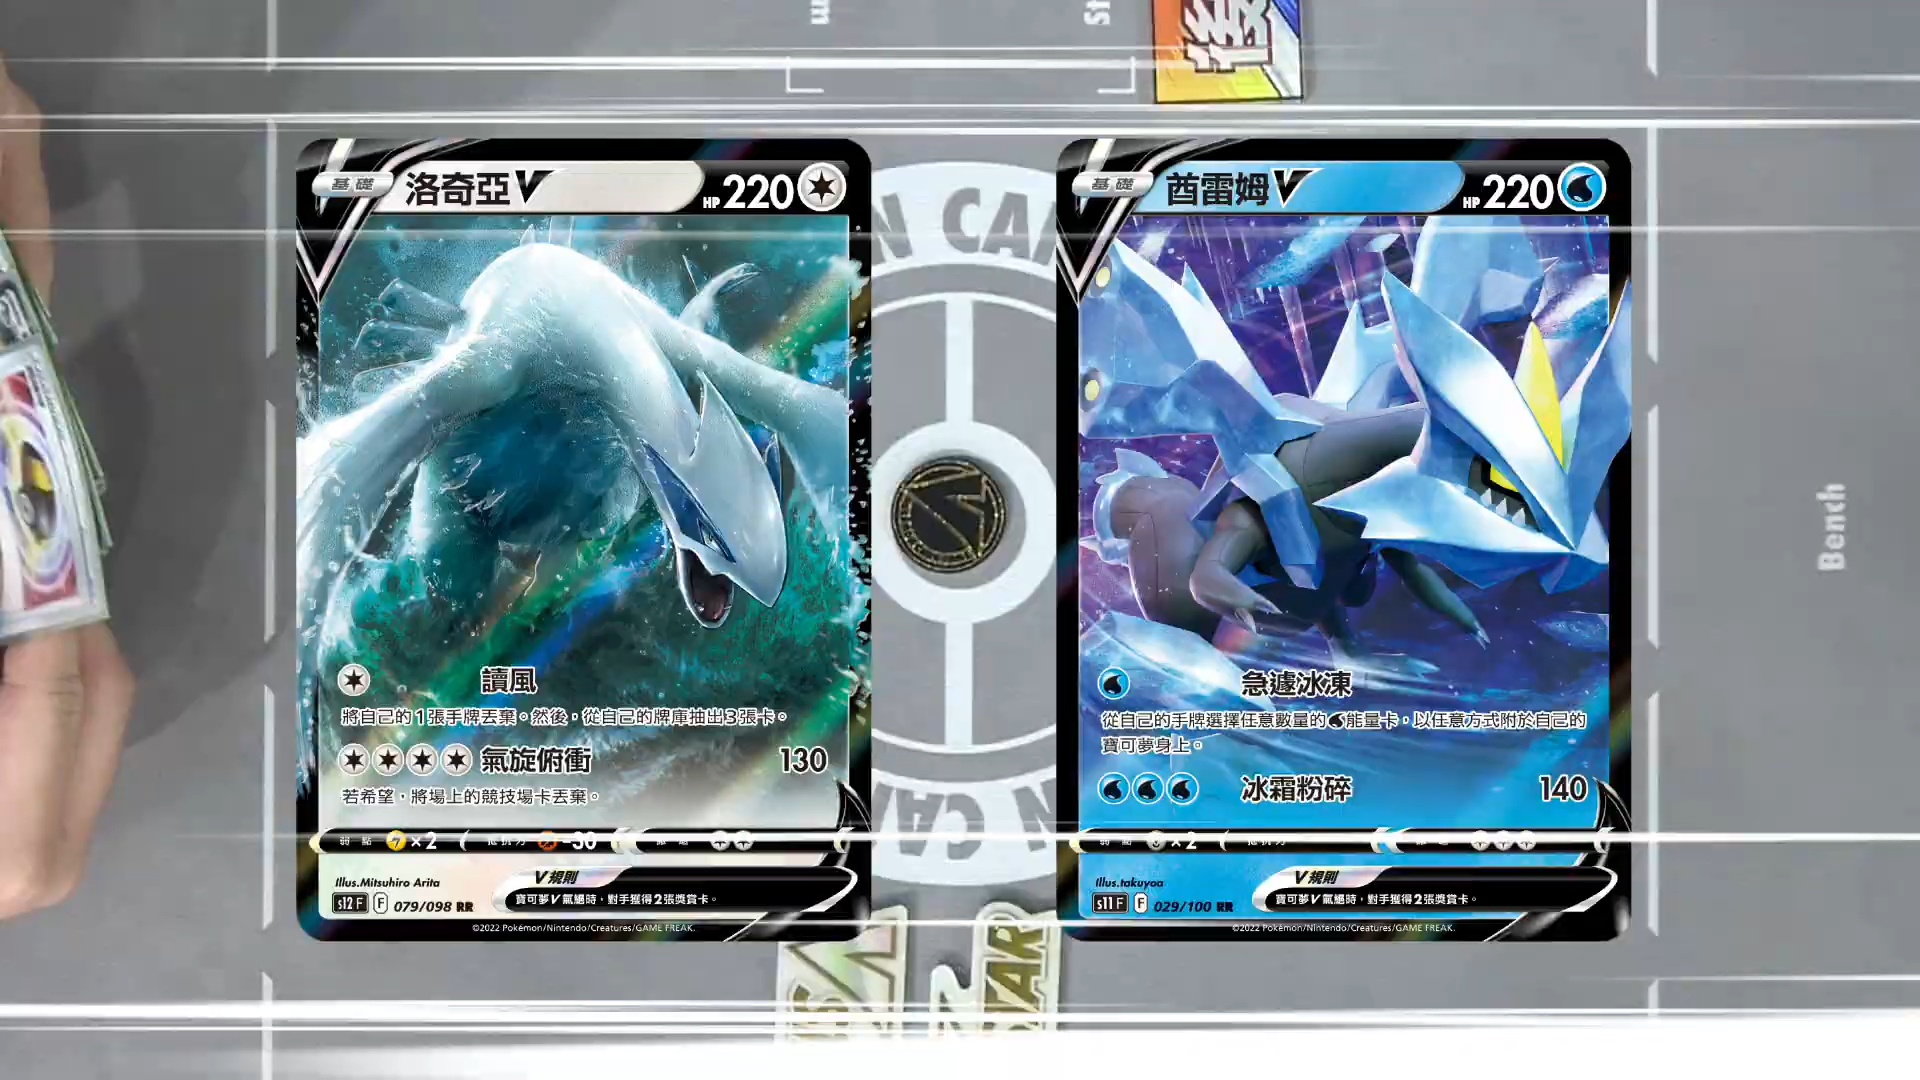 基礎
洛奇亞V
HP 220
讀風
將自己的1張手牌丟棄。然後,從自己的牌庫抽出3張卡。
氣旋俯衝 130
若希望,將場上的競技場卡丟棄。
×2
-30
Illus.Mitsuhiro Arita
V規則
寶可夢V氣絕時,對手獲得2張獎賞卡。
s12 F F 079/098 RR
©2022 Pokémon/Nintendo/Creatures/GAME FREAK.
基礎
酋雷姆V
HP 220
急遽冰凍
從自己的手牌選擇任意數量的能量卡,以任意方式附於自己的
寶可夢身上。
冰霜粉碎 140
×2
Illus.takuyoa
V規則
寶可夢V氣絕時,對手獲得2張獎賞卡。
s11 F F 029/100 RR
©2022 Pokémon/Nintendo/Creatures/GAME FREAK.
Bench